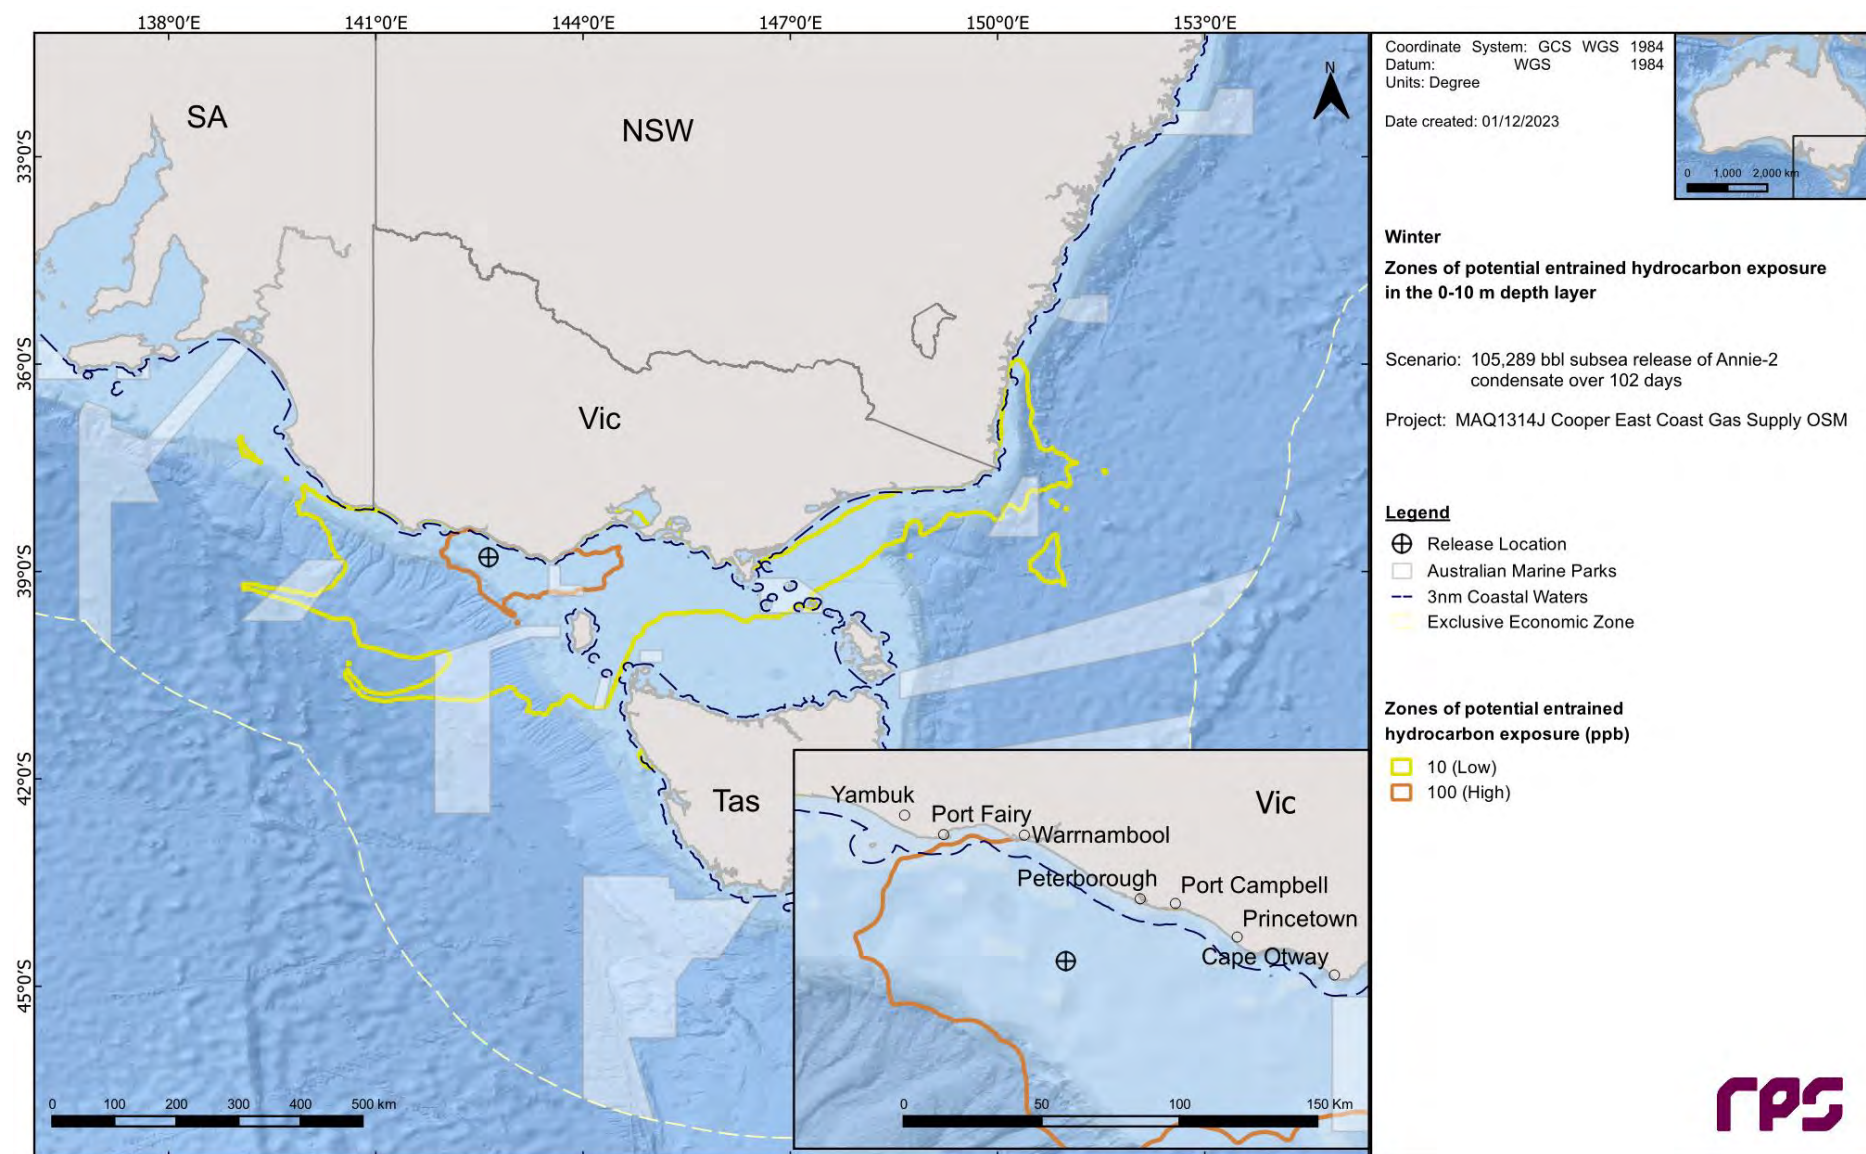 138°0′E 141°0′E 144°0′E 147°0′E 150°0′E 153°0′E
33°0′S
36°0′S
39°0′S
42°0′S
45°0′S
SA
NSW
Vic
Tas
N
0 100 200 300 400 500 km
Yambuk
Port Fairy
Warrnambool
Vic
Peterborough
Port Campbell
Princetown
Cape Otway
0 50 100 150 Km
Coordinate System: GCS WGS 1984
Datum: WGS 1984
Units: Degree
Date created: 01/12/2023
0 1,000 2,000 km
Winter
Zones of potential entrained hydrocarbon exposure
in the 0-10 m depth layer
Scenario: 105,289 bbl subsea release of Annie-2
condensate over 102 days
Project: MAQ1314J Cooper East Coast Gas Supply OSM
Legend
Release Location
Australian Marine Parks
3nm Coastal Waters
Exclusive Economic Zone
Zones of potential entrained
hydrocarbon exposure (ppb)
10 (Low)
100 (High)
rps